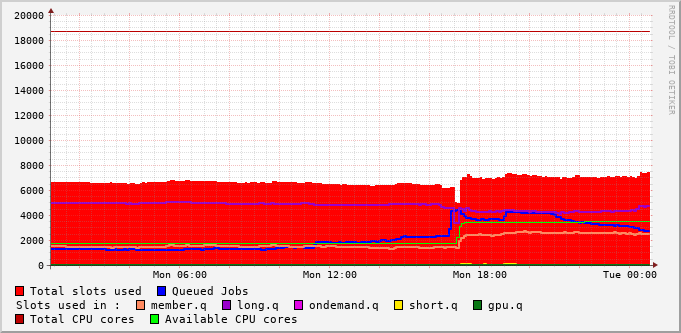 RRDTOOL / TOBI OETIKER
20000
18000
16000
14000
12000
10000
8000
6000
4000
2000
0
Mon 06:00 Mon 12:00 Mon 18:00 Tue 00:00
Total slots used Queued Jobs
Slots used in : member.q long.q ondemand.q short.q gpu.q
Total CPU cores Available CPU cores